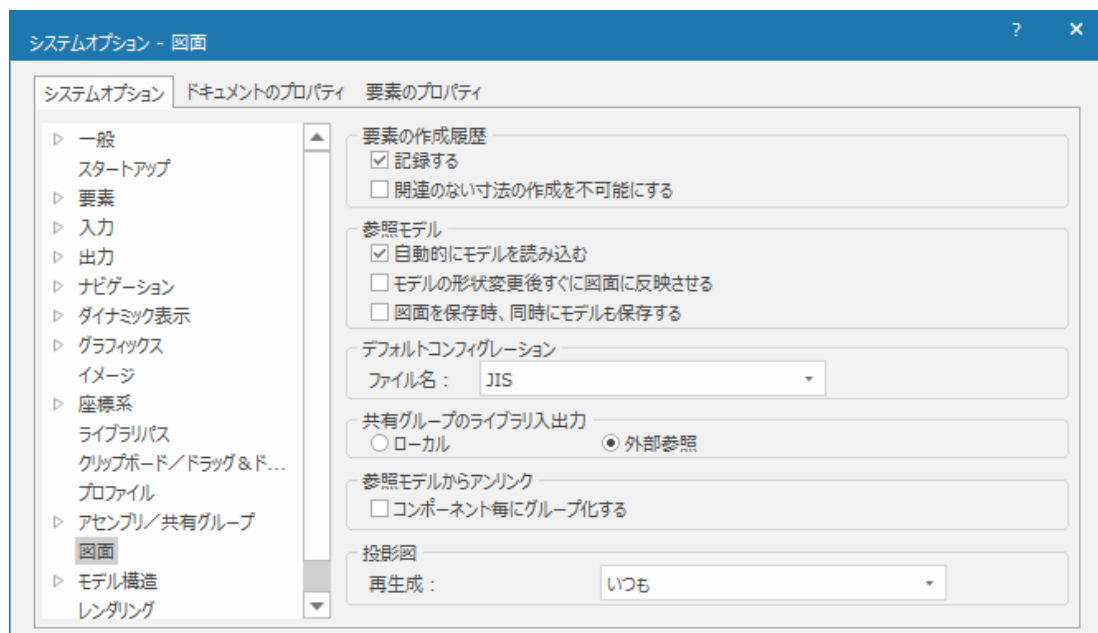 システムオプション - 図面
? ×
システムオプション ドキュメントのプロパティ 要素のプロパティ
一般
スタートアップ
要素
入力
出力
ナビゲーション
ダイナミック表示
グラフィックス
イメージ
座標系
ライブラリパス
クリップボード／ドラッグ＆ド...
プロファイル
アセンブリ／共有グループ
図面
モデル構造
レンダリング
要素の作成履歴
記録する
関連のない寸法の作成を不可能にする
参照モデル
自動的にモデルを読み込む
モデルの形状変更後すぐに図面に反映させる
図面を保存時、同時にモデルも保存する
デフォルトコンフィグレーション
ファイル名： JIS
共有グループのライブラリ入出力
ローカル 外部参照
参照モデルからアンリンク
コンポーネント毎にグループ化する
投影図
再生成： いつも